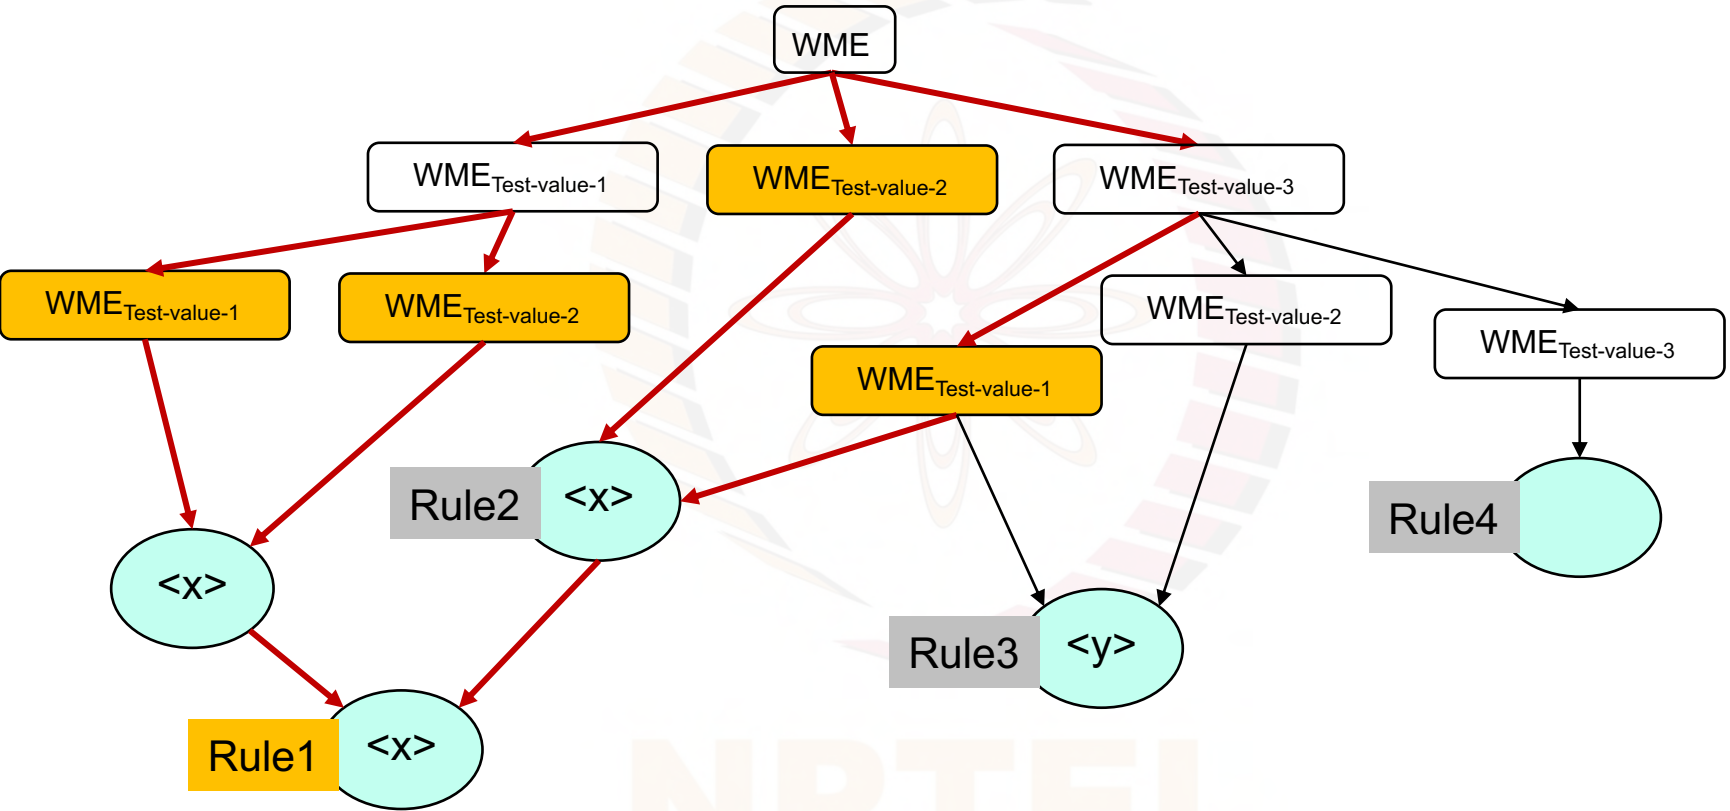 WME
WMETest-value-1
WMETest-value-2
WMETest-value-3
WMETest-value-1
WMETest-value-2
WMETest-value-2
WMETest-value-3
WMETest-value-1
Rule2
<x>
Rule4
<x>
Rule3
<y>
Rule1
<x>
NPTEL